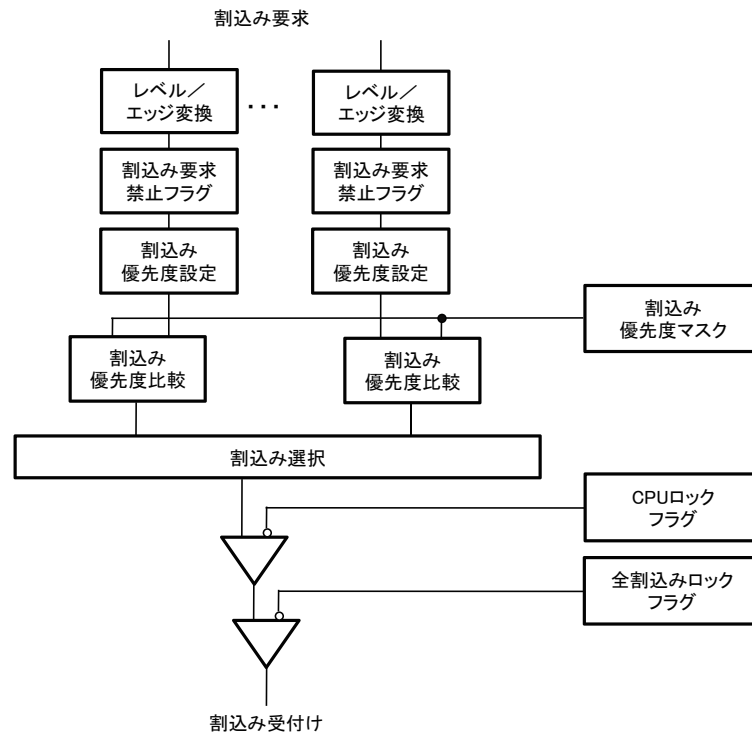 割込み要求
レベル／
エッジ変換
...
レベル／
エッジ変換
割込み要求
禁止フラグ
割込み要求
禁止フラグ
割込み
優先度設定
割込み
優先度設定
割込み
優先度マスク
割込み
優先度比較
割込み
優先度比較
割込み選択
CPUロック
フラグ
全割込みロック
フラグ
割込み受付け